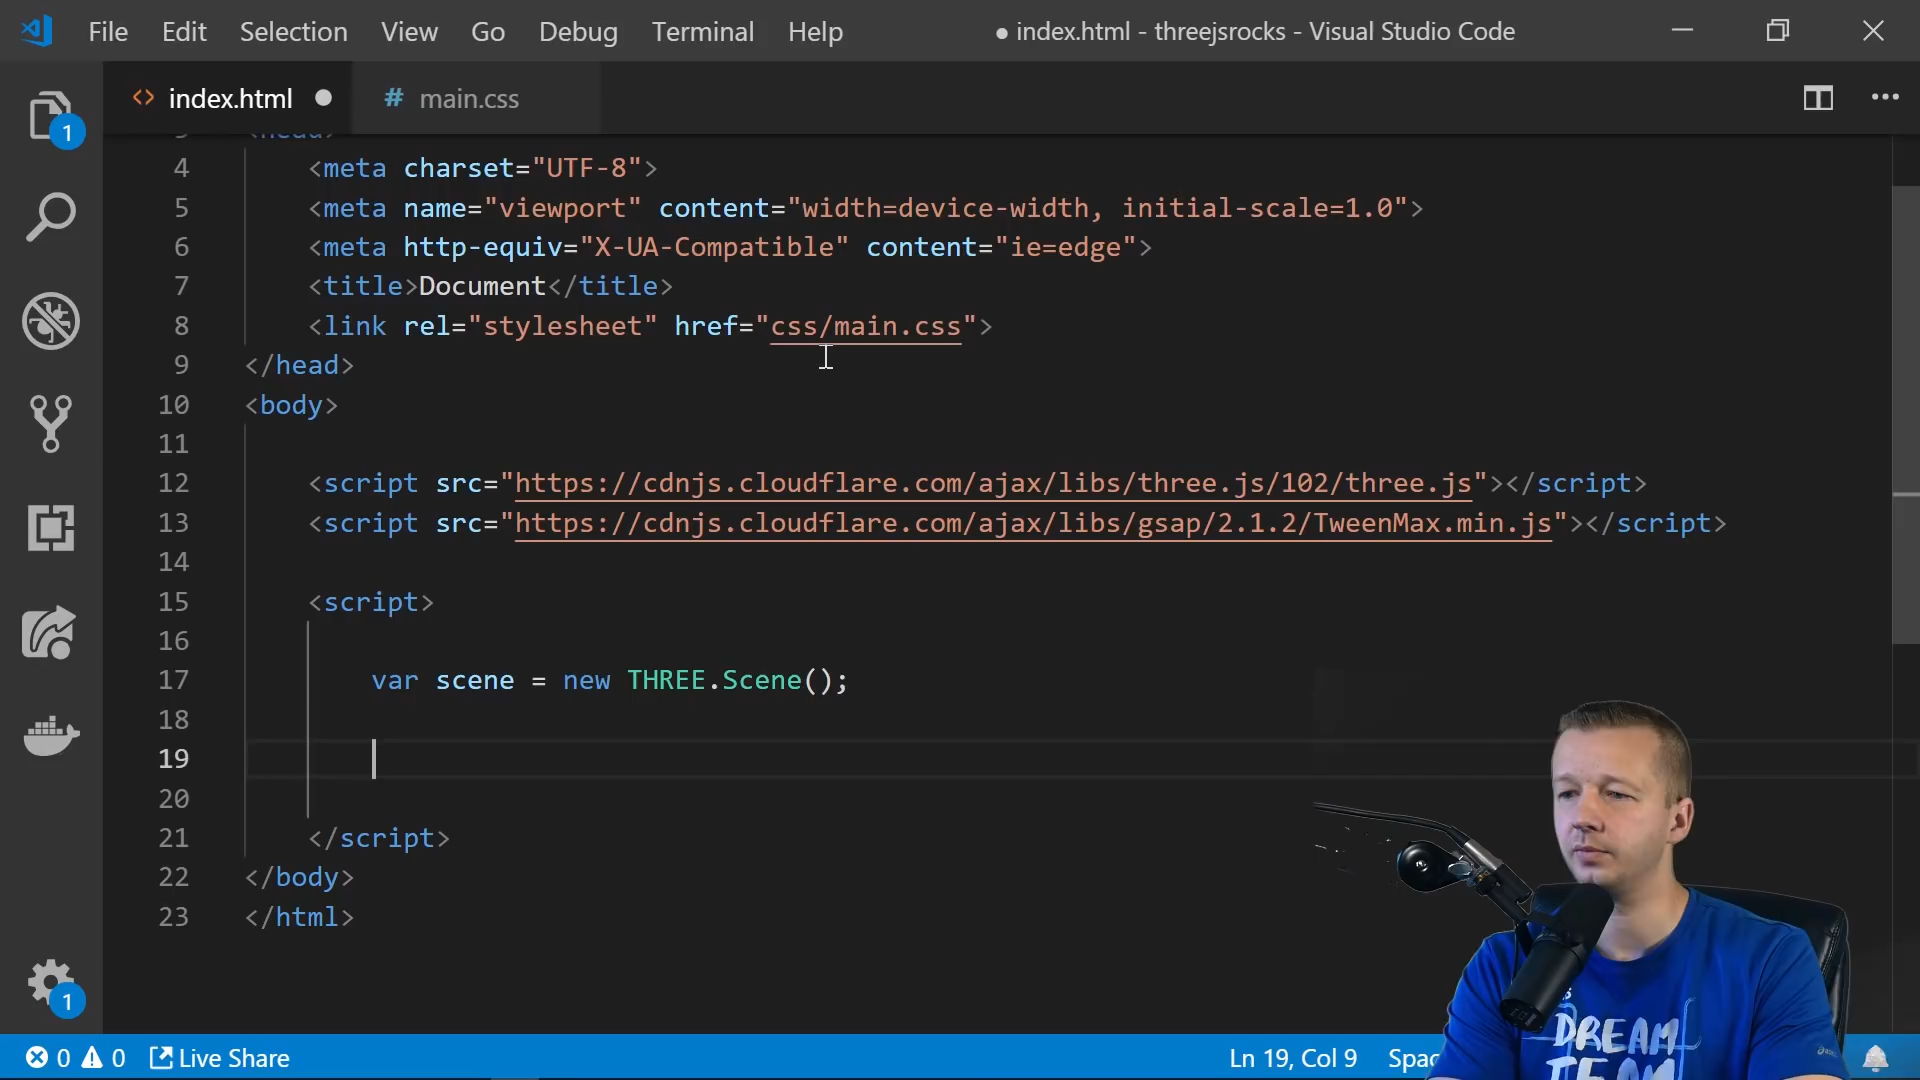 File Edit Selection View Go Debug Terminal Help ● index.html - threejsrocks - Visual Studio Code
<> index.html ● # main.css
1
3 <head>
4 <meta charset="UTF-8">
5 <meta name="viewport" content="width=device-width, initial-scale=1.0">
6 <meta http-equiv="X-UA-Compatible" content="ie=edge">
7 <title>Document</title>
8 <link rel="stylesheet" href="css/main.css">
9 </head>
10 <body>
11
12 <script src="https://cdnjs.cloudflare.com/ajax/libs/three.js/102/three.js"></script>
13 <script src="https://cdnjs.cloudflare.com/ajax/libs/gsap/2.1.2/TweenMax.min.js"></script>
14
15 <script>
16
17 var scene = new THREE.Scene();
18
19
20
21 </script>
22 </body>
23 </html>
1
DREAM
TEAM
0 0 Live Share Ln 19, Col 9 Spac